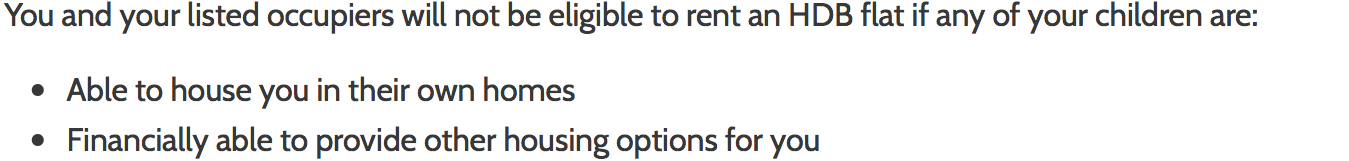 You and your listed occupiers will not be eligible to rent an HDB flat if any of your children are:
• Able to house you in their own homes
• Financially able to provide other housing options for you